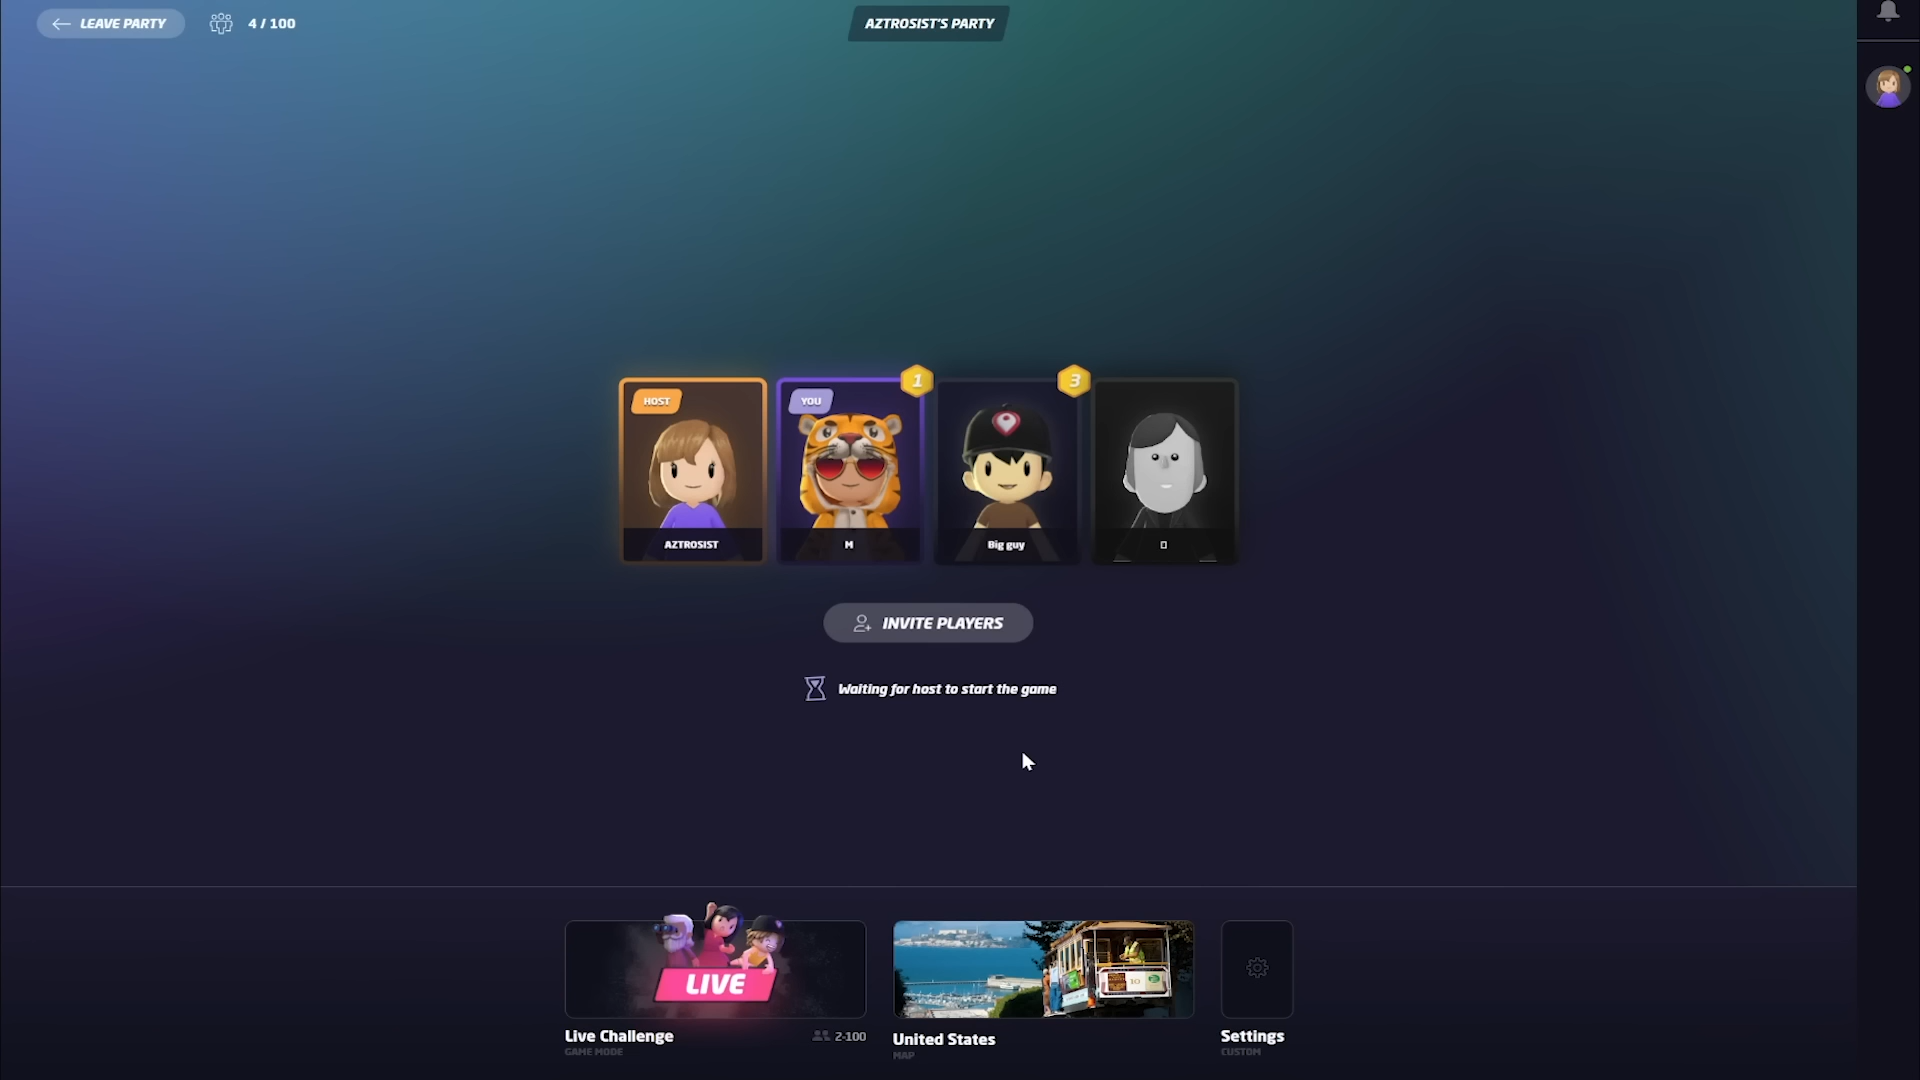 LEAVE PARTY
4 / 100
AZTROSIST'S PARTY
HOST
YOU
1
3
AZTROSIST
M
Big guy
INVITE PLAYERS
Waiting for host to start the game
LIVE
Live Challenge
2-100
GAME MODE
United States
MAP
Settings
CUSTOM